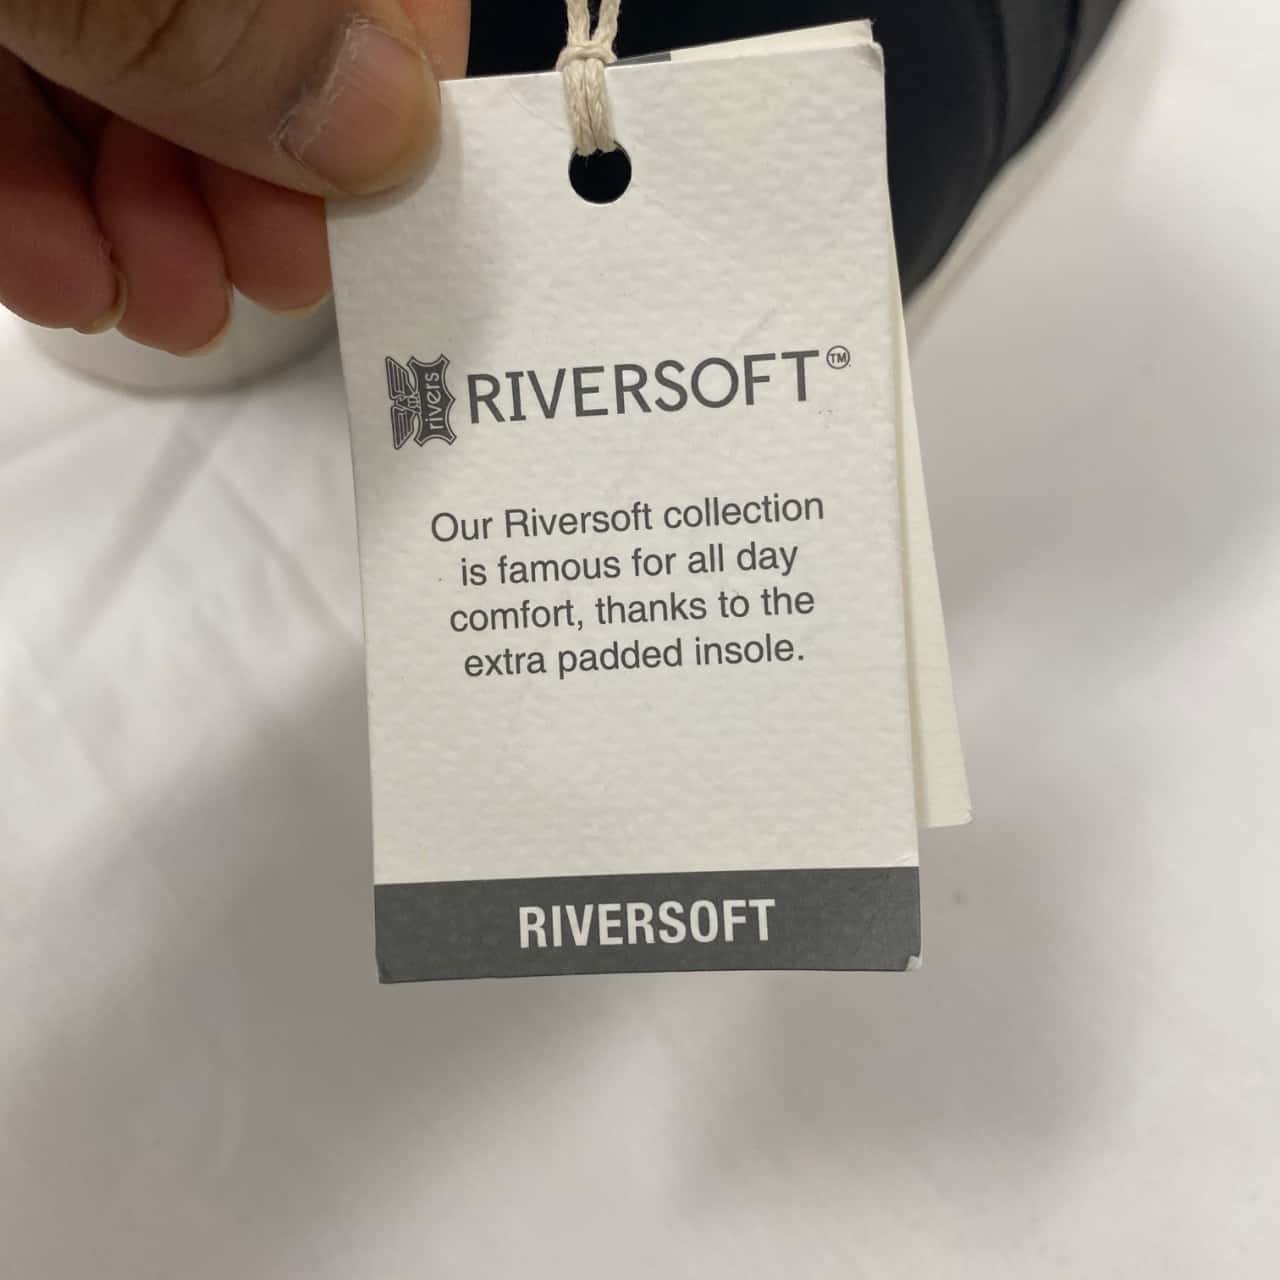 rivers RIVERSOFT™
Our Riversoft collection
is famous for all day
comfort, thanks to the
extra padded insole.
RIVERSOFT